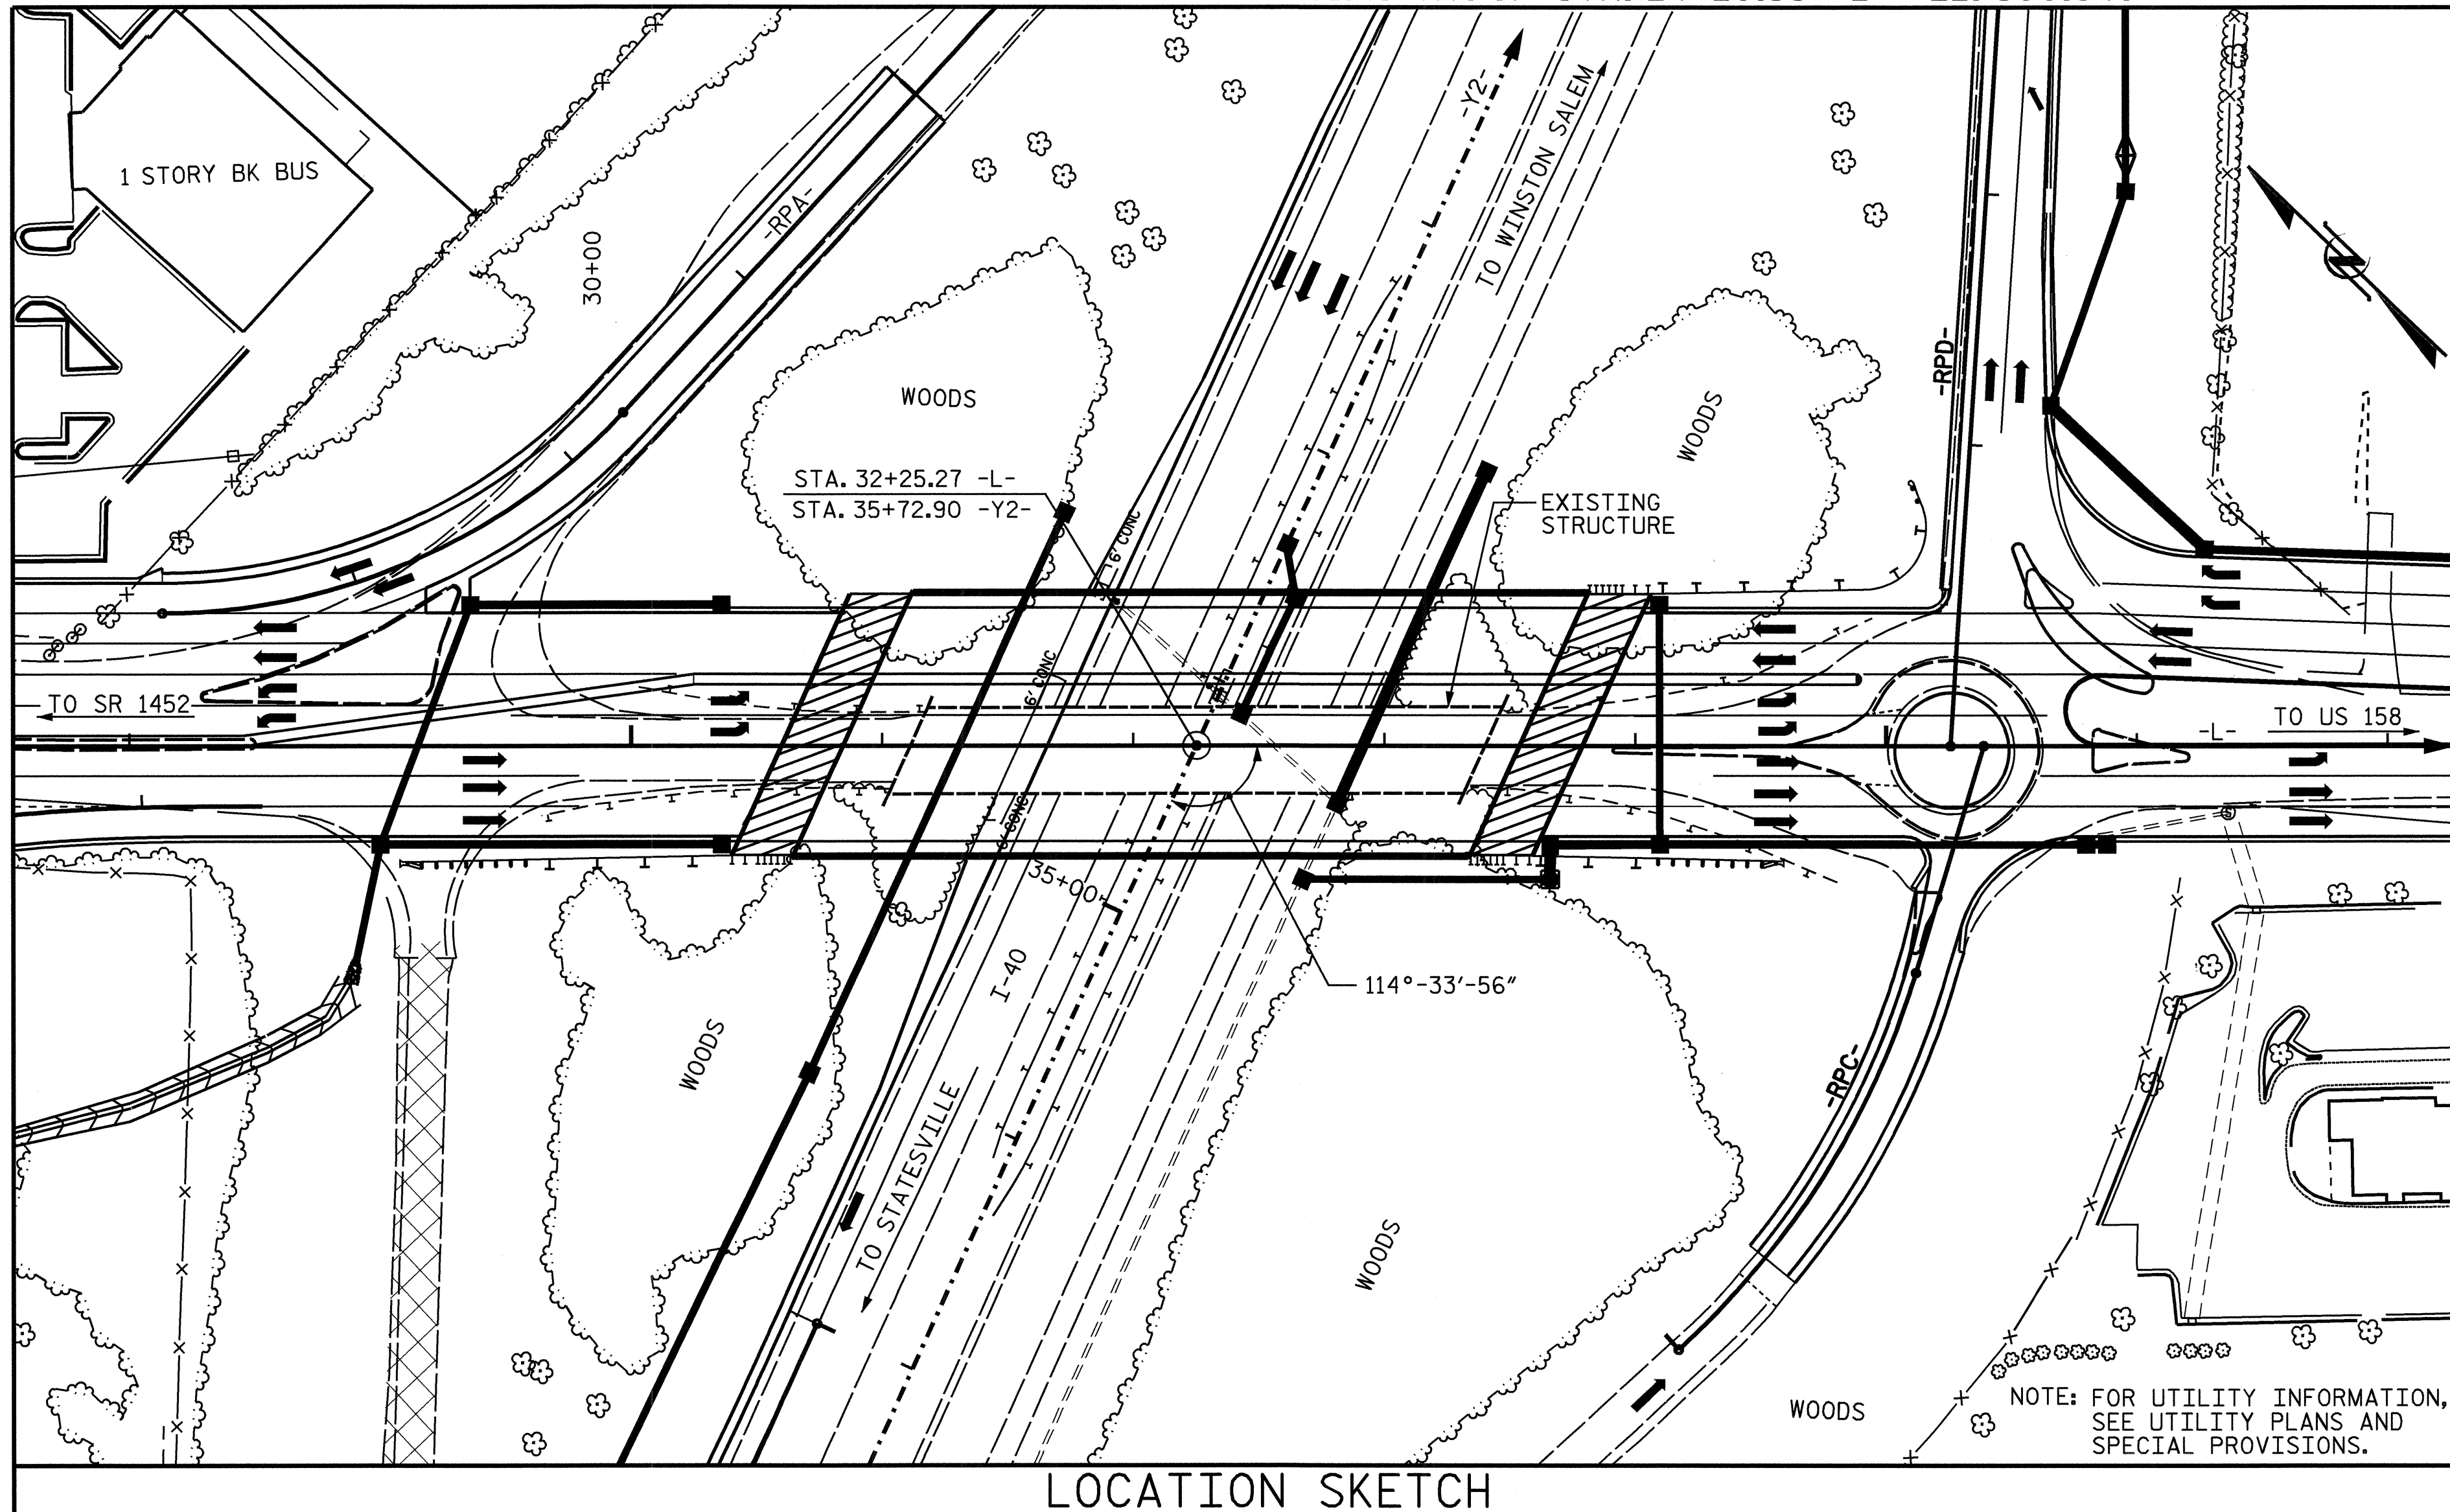 1 STORY BK BUS
30+00
-RPA-
-Y2-
TO WINSTON SALEM
WOODS
WOODS
-RPD-
STA. 32+25.27 -L-
STA. 35+72.90 -Y2-
EXISTING
STRUCTURE
6' CONC
6' CONC
6' CONC
TO SR 1452
-L-
TO US 158
35+00
I-40
114°-33'-56"
WOODS
TO STATESVILLE
-RPC-
WOODS
WOODS
NOTE: FOR UTILITY INFORMATION,
SEE UTILITY PLANS AND
SPECIAL PROVISIONS.
LOCATION SKETCH